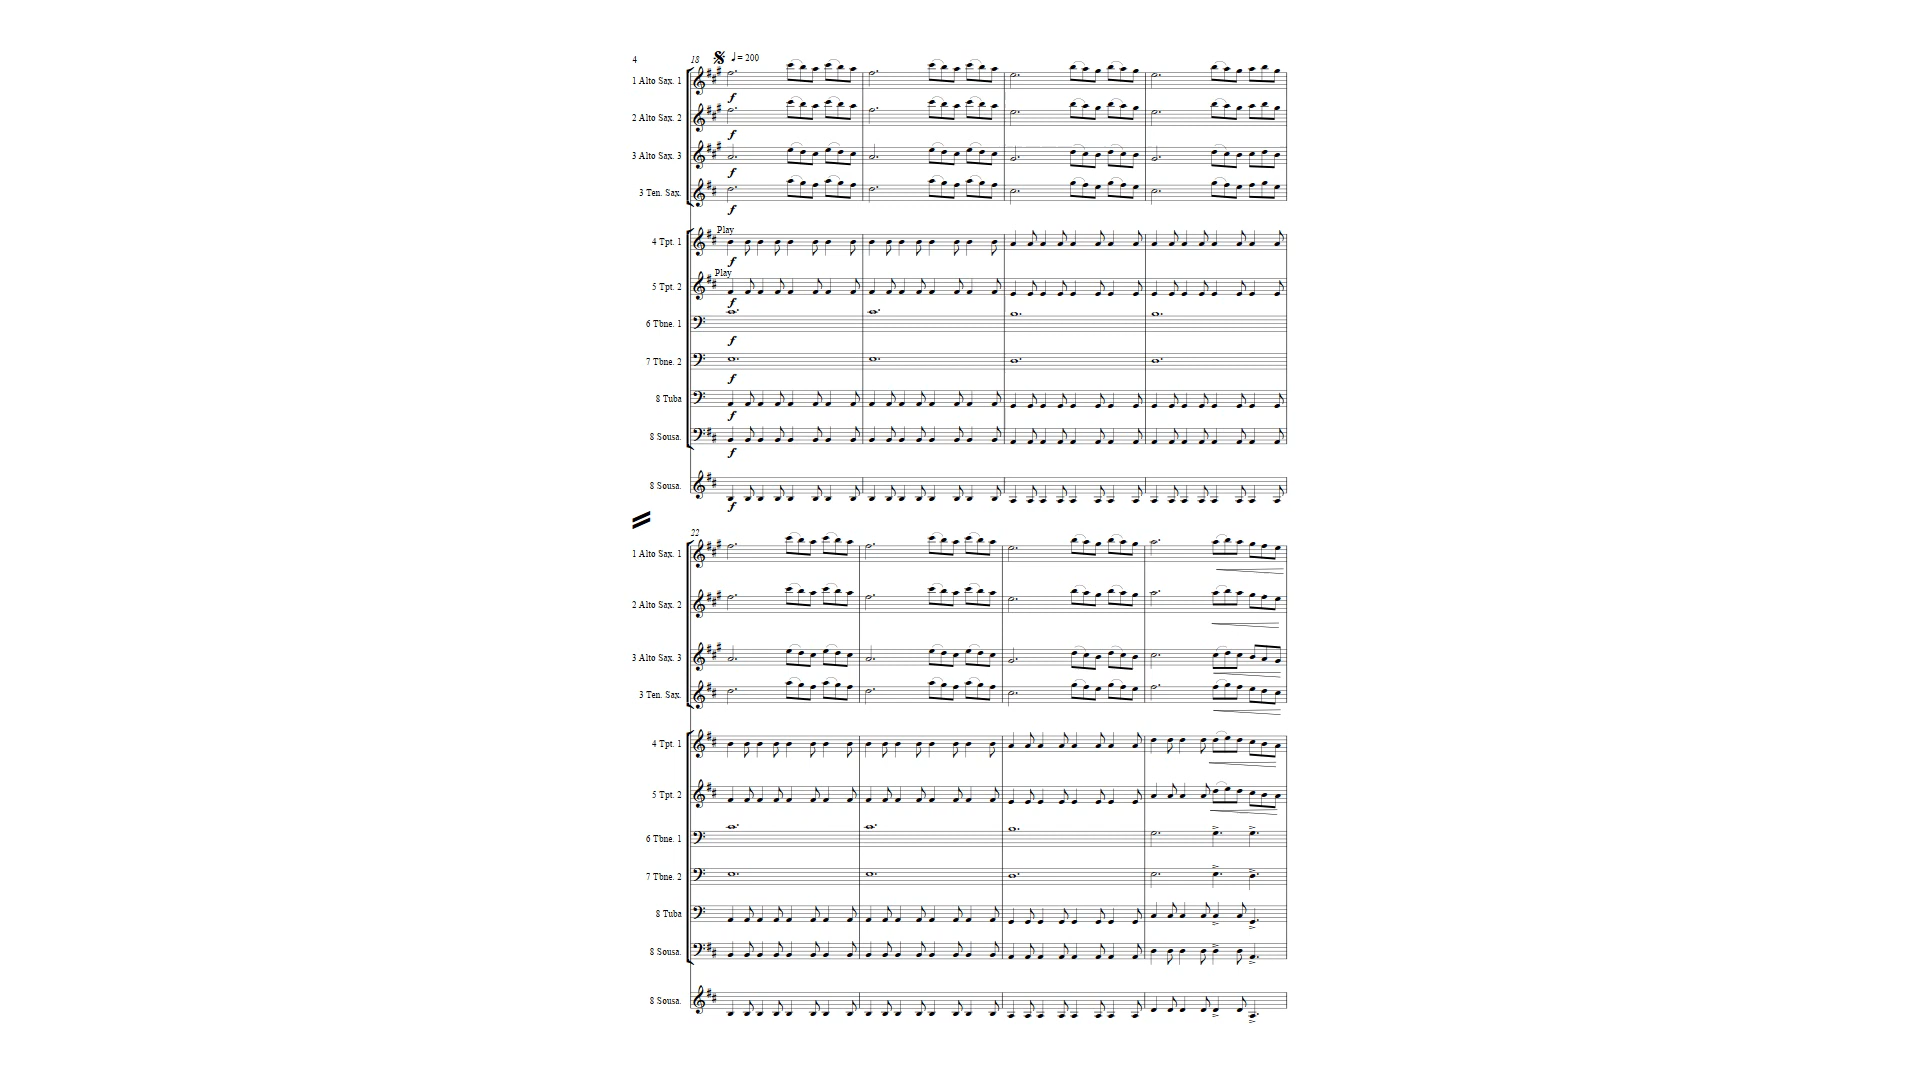 4
18 ♩ = 200
1 Alto Sax. 1
f
2 Alto Sax. 2
f
3 Alto Sax. 3
f
3 Ten. Sax.
f
Play
4 Tpt. 1
f
Play
5 Tpt. 2
f
6 Tbne. 1
f
7 Tbne. 2
f
8 Tuba
f
8 Sousa.
f
8 Sousa.
f
22
1 Alto Sax. 1
2 Alto Sax. 2
3 Alto Sax. 3
3 Ten. Sax.
4 Tpt. 1
5 Tpt. 2
6 Tbne. 1
7 Tbne. 2
8 Tuba
8 Sousa.
8 Sousa.